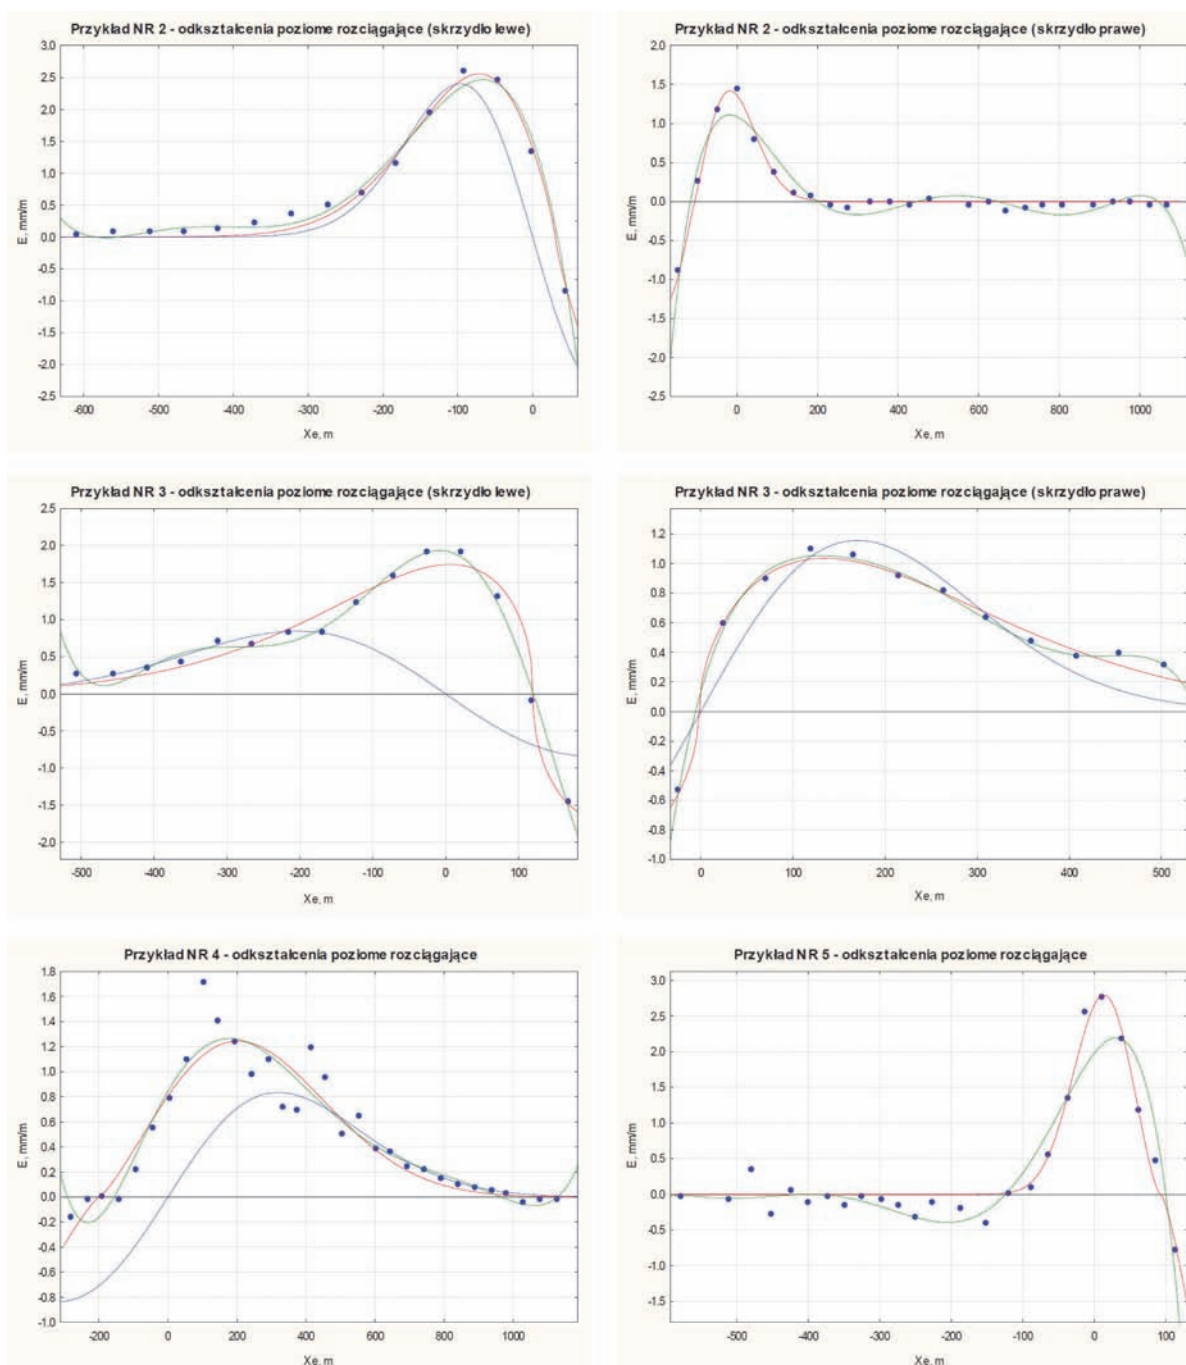 Przykład NR 2 - odkształcenia poziome rozciągające (skrzydło lewe)
3.0
2.5
2.0
1.5
1.0
0.5
0.0
-0.5
-1.0
-1.5
-2.0
-2.5
E, mm/m
-600 -500 -400 -300 -200 -100 0
Xe, m
Przykład NR 2 - odkształcenia poziome rozciągające (skrzydło prawe)
2.0
1.5
1.0
0.5
0.0
-0.5
-1.0
-1.5
-2.0
-2.5
E, mm/m
0 200 400 600 800 1000
Xe, m
Przykład NR 3 - odkształcenia poziome rozciągające (skrzydło lewe)
2.5
2.0
1.5
1.0
0.5
0.0
-0.5
-1.0
-1.5
-2.0
E, mm/m
-500 -400 -300 -200 -100 0 100
Xe, m
Przykład NR 3 - odkształcenia poziome rozciągające (skrzydło prawe)
1.2
1.0
0.8
0.6
0.4
0.2
0.0
-0.2
-0.4
-0.6
-0.8
-1.0
E, mm/m
0 100 200 300 400 500
Xe, m
Przykład NR 4 - odkształcenia poziome rozciągające
1.8
1.6
1.4
1.2
1.0
0.8
0.6
0.4
0.2
0.0
-0.2
-0.4
-0.6
-0.8
-1.0
E, mm/m
-200 0 200 400 600 800 1000
Xe, m
Przykład NR 5 - odkształcenia poziome rozciągające
3.0
2.5
2.0
1.5
1.0
0.5
0.0
-0.5
-1.0
-1.5
E, mm/m
-500 -400 -300 -200 -100 0 100
Xe, m